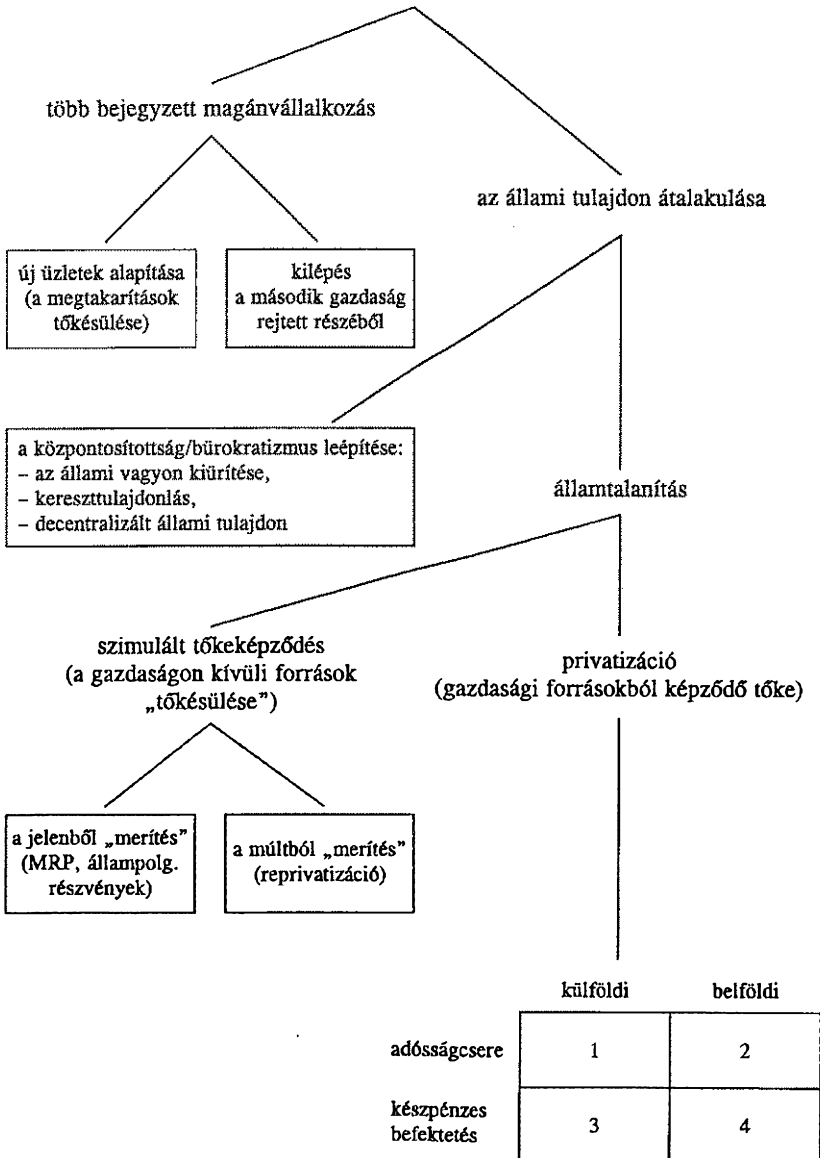 több bejegyzett magánvállalkozás
az állami tulajdon átalakulása
új üzletek alapítása
(a megtakarítások
tőkésülése)
kilépés
a második gazdaság
rejtett részéből
a központosítottság/bürokratizmus leépítése:
– az állami vagyon kiürítése,
– kereszttulajdonlás,
– decentralizált állami tulajdon
államtalanítás
szimulált tőkeképződés
(a gazdaságon kívüli források
„tőkésülése”)
privatizáció
(gazdasági forrásokból képződő tőke)
a jelenből „merítés”
(MRP, állampolg.
részvények)
a múltból „merítés”
(reprivatizáció)
külföldi belföldi
adósságcsere 1 2
készpénzes
befektetés 3 4